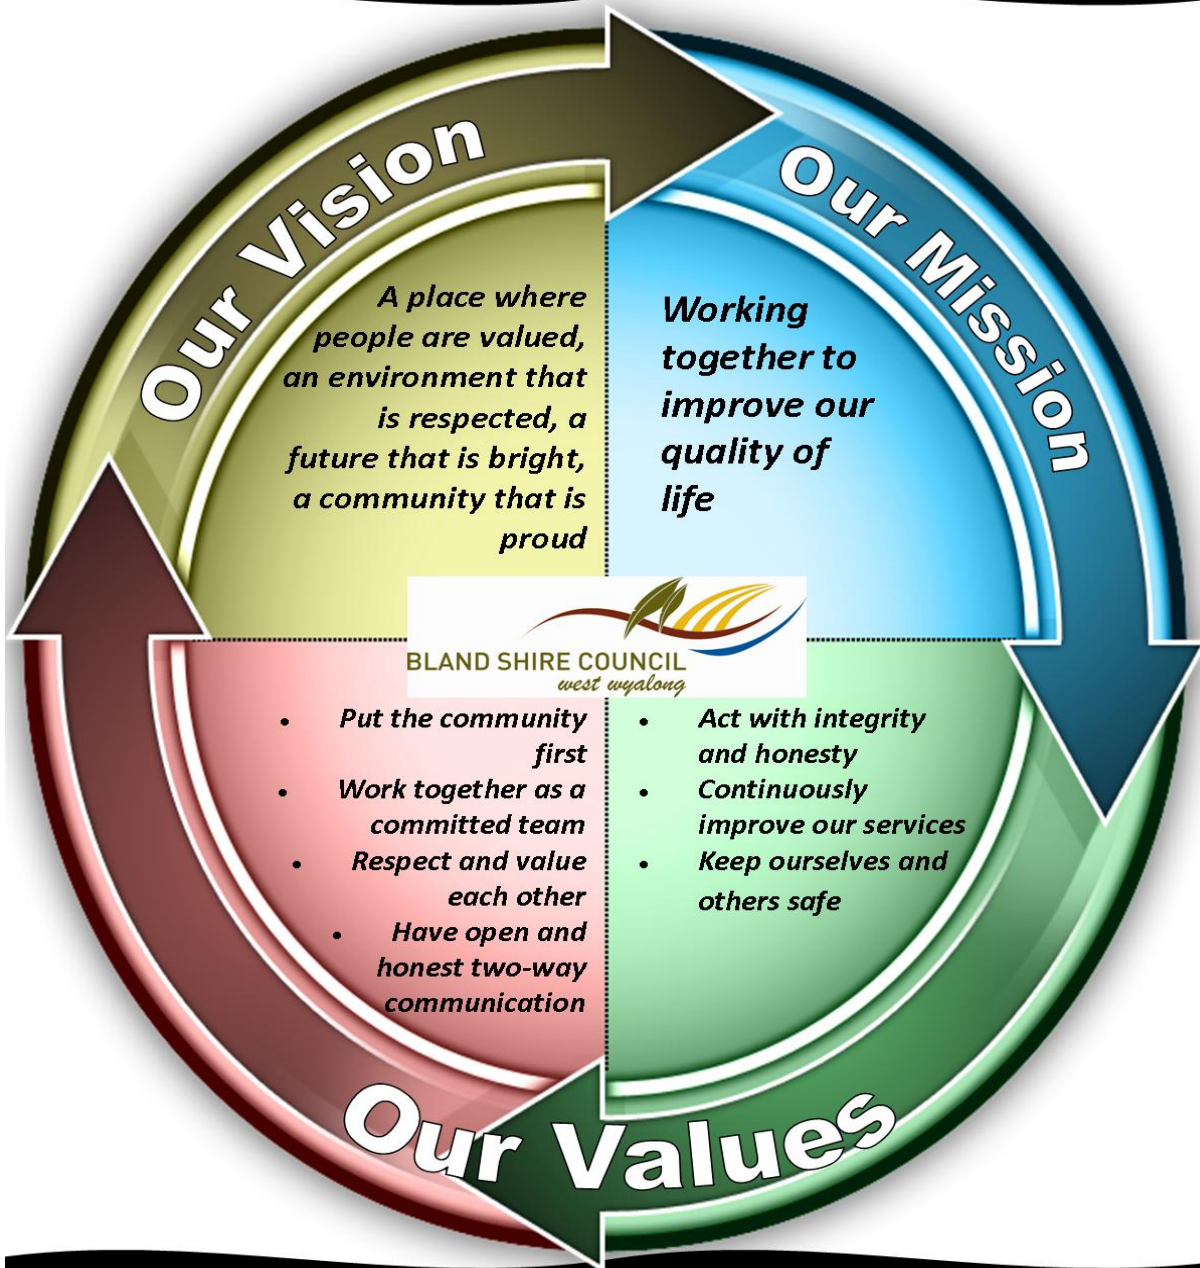 Our Vision
A place where
people are valued,
an environment that
is respected, a
future that is bright,
a community that is
proud
Our Mission
Working
together to
improve our
quality of
life
BLAND SHIRE COUNCIL
west wyalong
• Put the community
first
• Work together as a
committed team
• Respect and value
each other
• Have open and
honest two-way
communication
• Act with integrity
and honesty
• Continuously
improve our services
• Keep ourselves and
others safe
Our Values